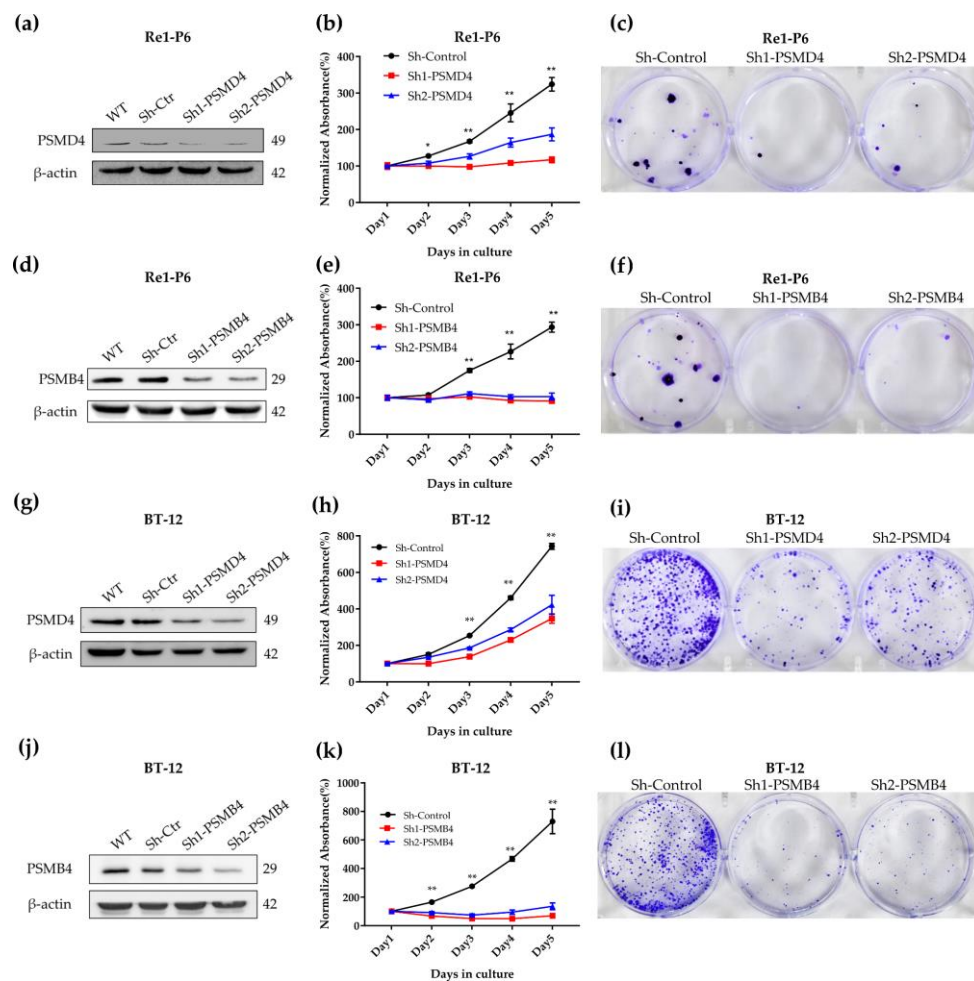 (a)
Re1-P6
WT Sh-Ctr Sh1-PSMD4 Sh2-PSMD4
PSMD4 49
β-actin 42
(b)
Re1-P6
Sh-Control
Sh1-PSMD4
Sh2-PSMD4
Normalized Absorbance(%)
400
300
200
100
0
* ** ** **
Day1 Day2 Day3 Day4 Day5
Days in culture
(c)
Re1-P6
Sh-Control Sh1-PSMD4 Sh2-PSMD4
(d)
Re1-P6
WT Sh-Ctr Sh1-PSMB4 Sh2-PSMB4
PSMB4 29
β-actin 42
(e)
Re1-P6
Sh-Control
Sh1-PSMB4
Sh2-PSMB4
Normalized Absorbance(%)
400
300
200
100
0
** ** **
Day1 Day2 Day3 Day4 Day5
Days in culture
(f)
Re1-P6
Sh-Control Sh1-PSMB4 Sh2-PSMB4
(g)
BT-12
WT Sh-Ctr Sh1-PSMD4 Sh2-PSMD4
PSMD4 49
β-actin 42
(h)
BT-12
Sh-Control
Sh1-PSMD4
Sh2-PSMD4
Normalized Absorbance(%)
800
600
400
200
0
** ** **
Day1 Day2 Day3 Day4 Day5
Days in culture
(i)
BT-12
Sh-Control Sh1-PSMD4 Sh2-PSMD4
(j)
BT-12
WT Sh-Ctr Sh1-PSMB4 Sh2-PSMB4
PSMB4 29
β-actin 42
(k)
BT-12
Sh-Control
Sh1-PSMB4
Sh2-PSMB4
Normalized Absorbance(%)
1000
800
600
400
200
0
** ** ** **
Day1 Day2 Day3 Day4 Day5
Days in culture
(l)
BT-12
Sh-Control Sh1-PSMB4 Sh2-PSMB4